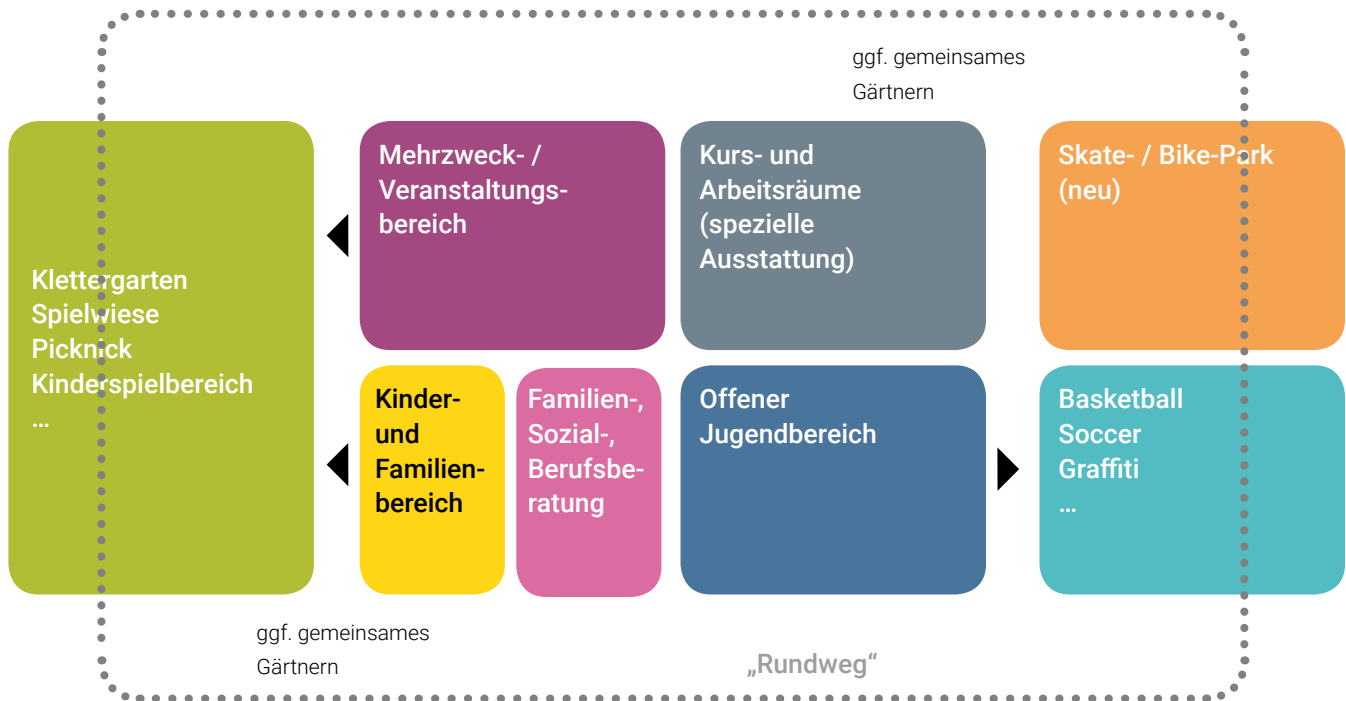 ggf. gemeinsames
Gärtnern
Klettergarten
Spielwiese
Picknick
Kinderspielbereich
…
Mehrzweck- /
Veranstaltungs-
bereich
Kurs- und
Arbeitsräume
(spezielle
Ausstattung)
Skate- / Bike-Park
(neu)
Kinder-
und
Familien-
bereich
Familien-,
Sozial-,
Berufsbe-
ratung
Offener
Jugendbereich
Basketball
Soccer
Graffiti
…
ggf. gemeinsames
Gärtnern
„Rundweg“